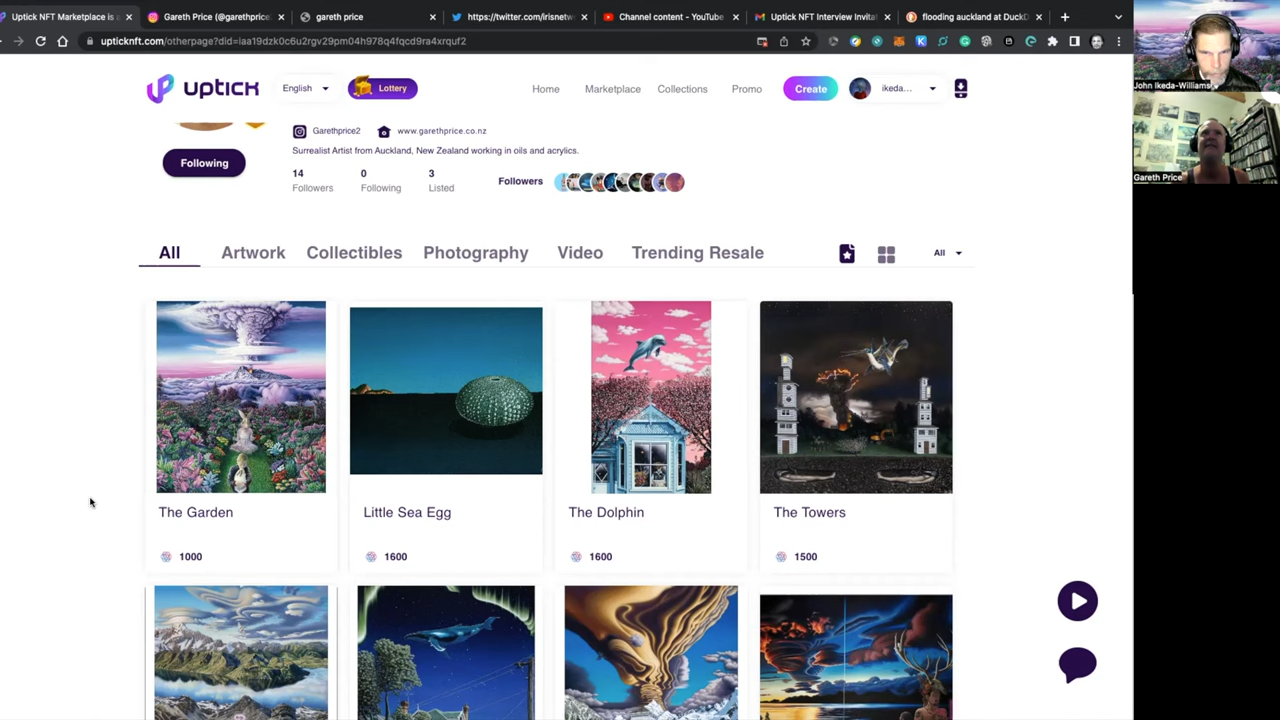 Uptick NFT Marketplace is a
Gareth Price (@garethprice
gareth price
https://twitter.com/irisnetw
Channel content - YouTube
Uptick NFT Interview Invitat
flooding auckland at DuckD
uptickNFT.com/otherpage?did=iaa19dzk0c6u2rgv29pm04h978q4fqcd9ra4xrquf2
uptick
English
Lottery
Home
Marketplace
Collections
Promo
Create
ikeda...
John Ikeda-Williams
Gareth Price
Garethprice2
www.garethprice.co.nz
Following
Surrealist Artist from Auckland, New Zealand working in oils and acrylics.
14
0
3
Followers
Following
Listed
Followers
All
Artwork
Collectibles
Photography
Video
Trending Resale
All
The Garden
Little Sea Egg
The Dolphin
The Towers
1000
1600
1600
1500